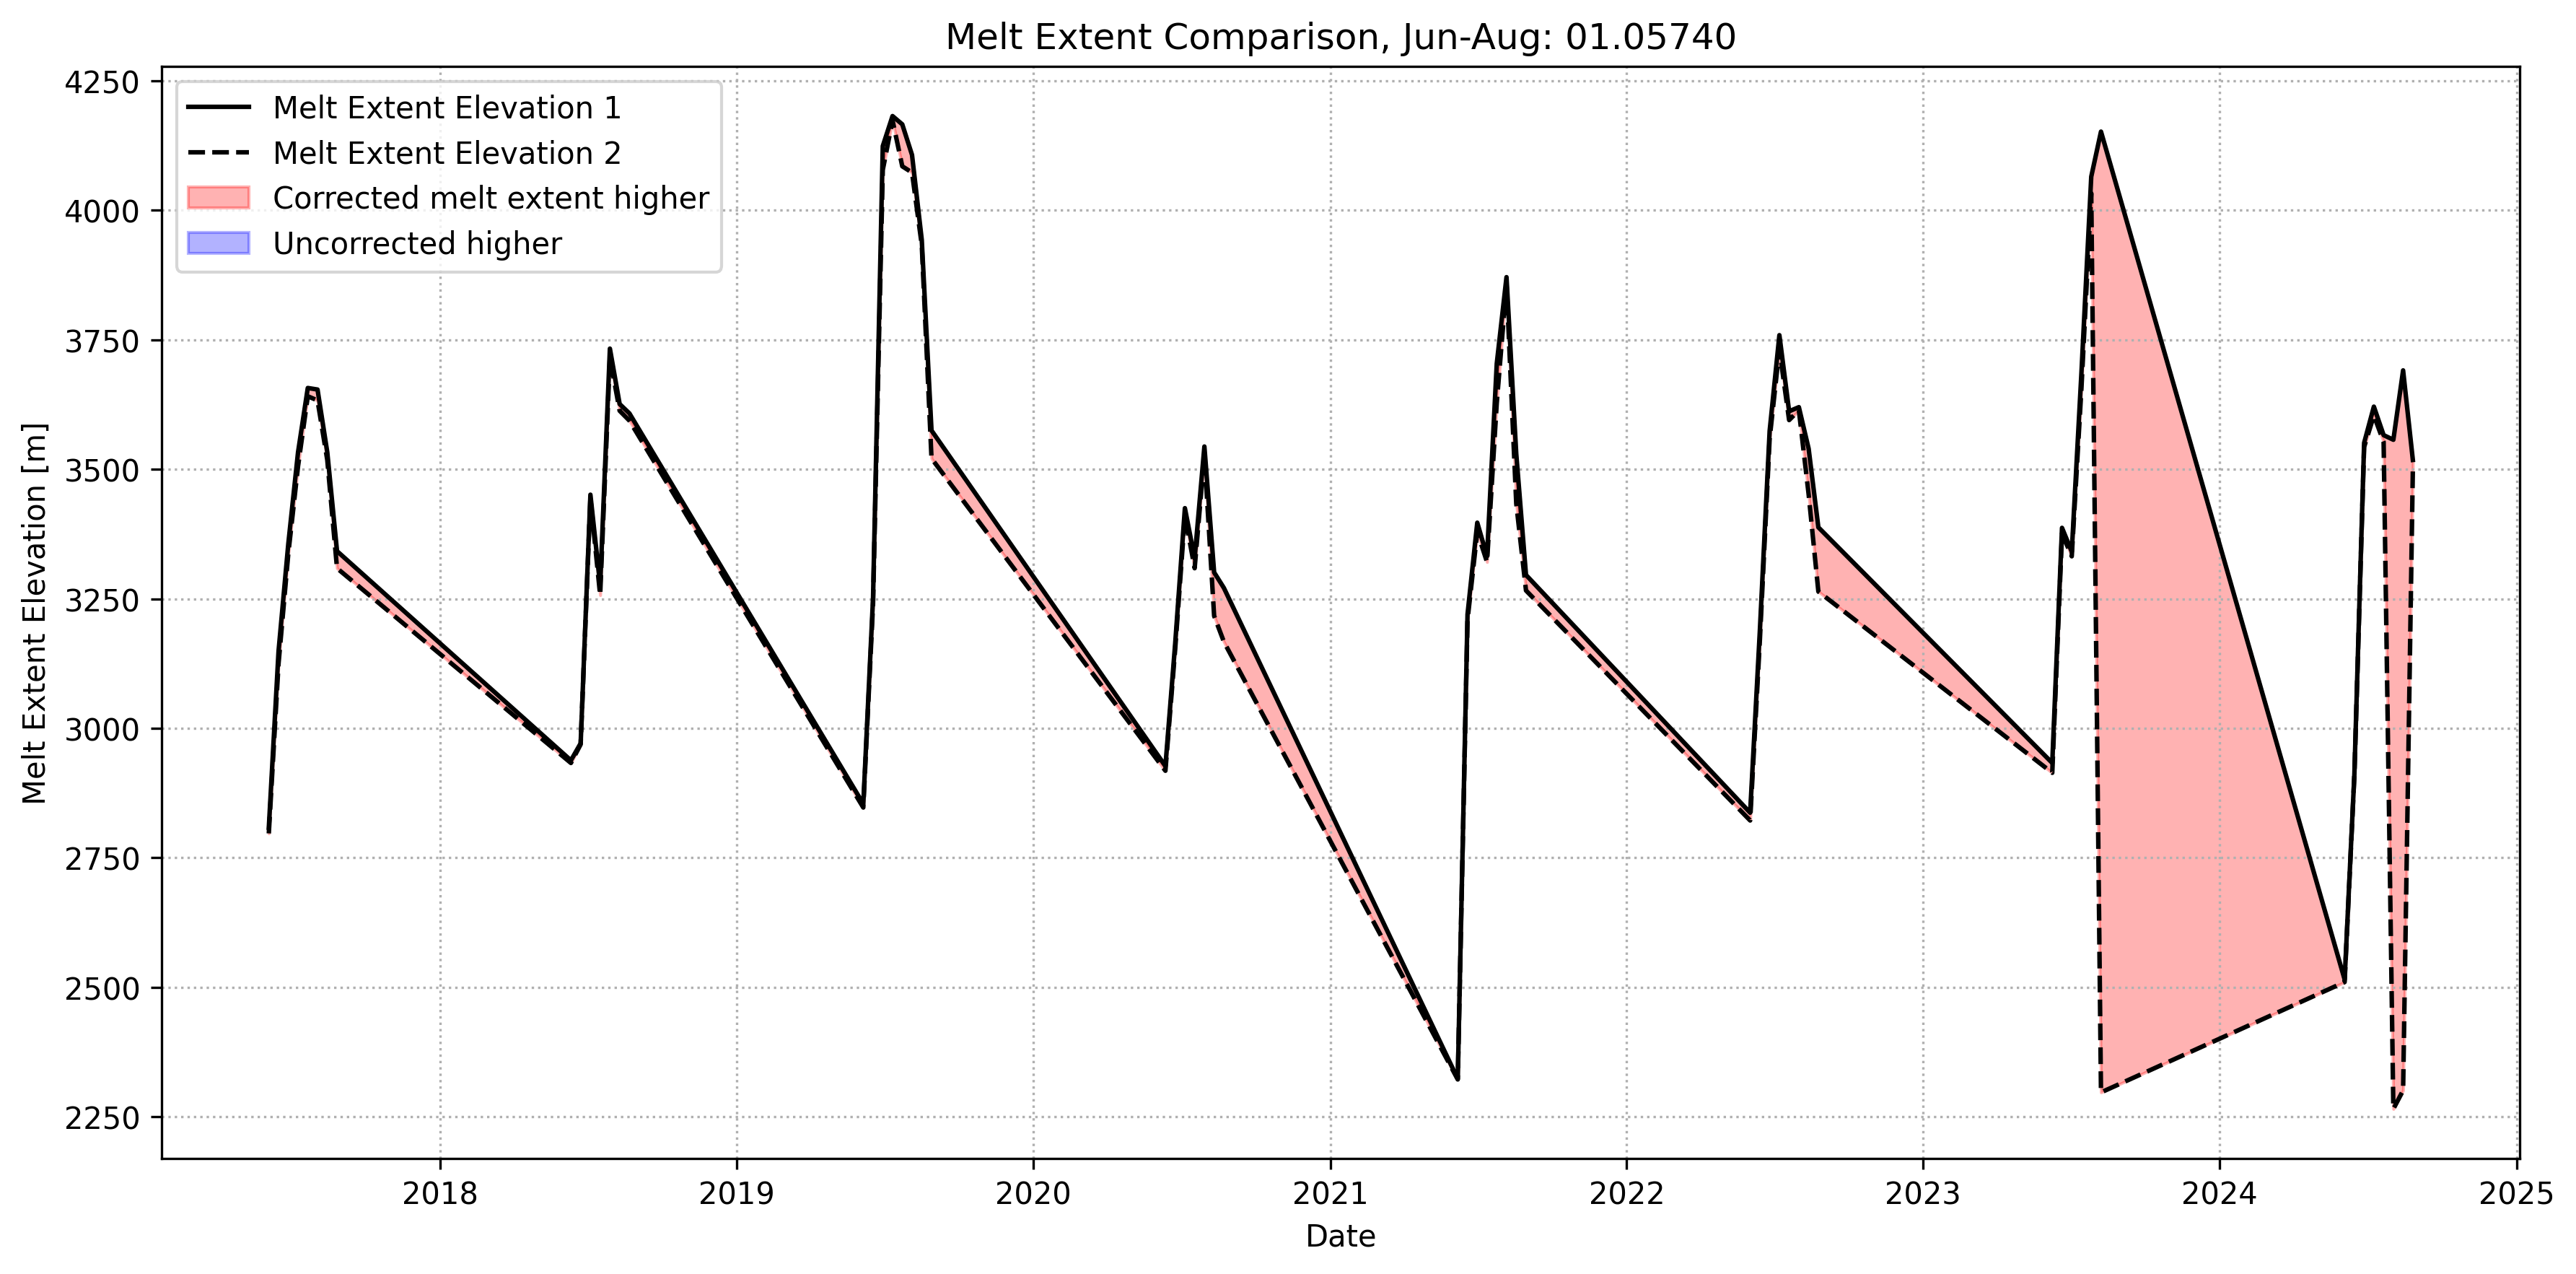 Melt Extent Comparison, Jun-Aug: 01.05740
Melt Extent Elevation 1
Melt Extent Elevation 2
Corrected melt extent higher
Uncorrected higher
Melt Extent Elevation [m]
4250
4000
3750
3500
3250
3000
2750
2500
2250
2018 2019 2020 2021 2022 2023 2024 2025
Date